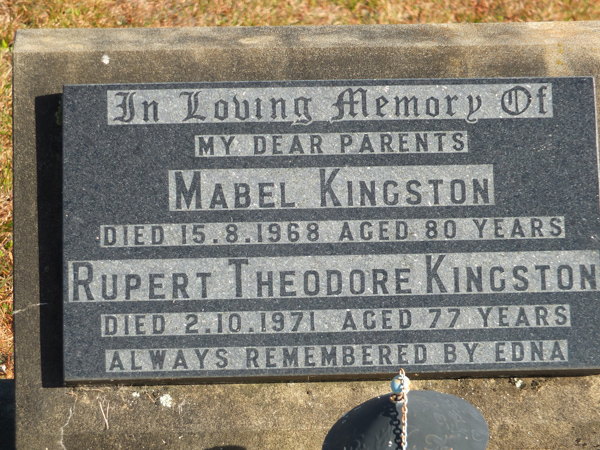 In Loving Memory Of
MY DEAR PARENTS
MABEL KINGSTON
DIED 15.8.1968 AGED 80 YEARS
RUPERT THEODORE KINGSTON
DIED 2.10.1971 AGED 77 YEARS
ALWAYS REMEMBERED BY EDNA